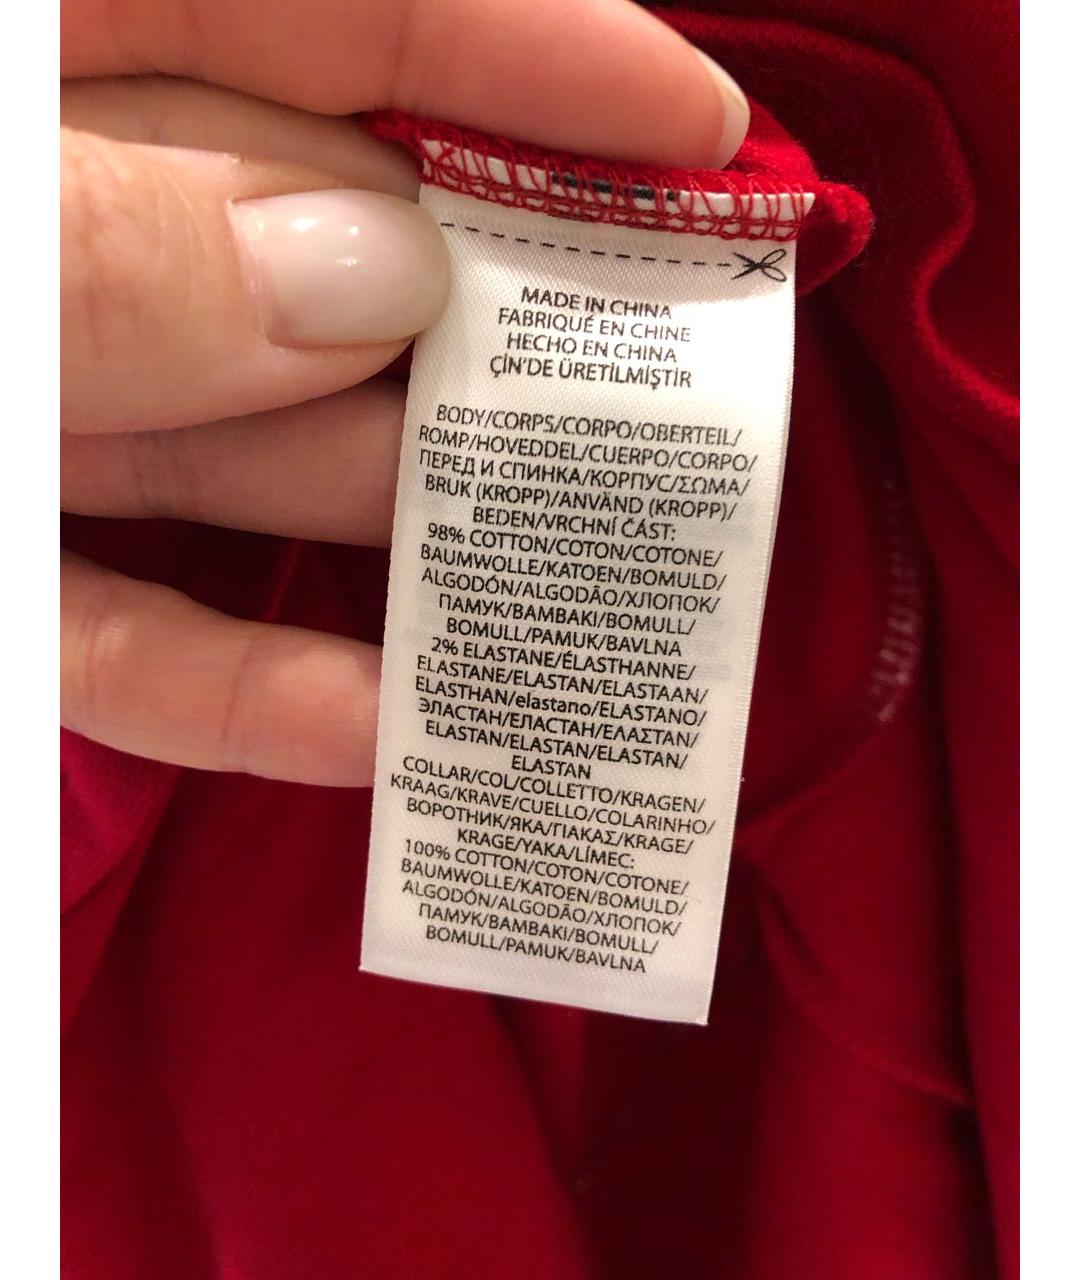 MADE IN CHINA
FABRIQUÉ EN CHINE
HECHO EN CHINA
ÇİN'DE ÜRETİLMİŞTİR
BODY/CORPS/CORPO/OBERTEIL/
ROMP/HOVEDDEL/CUERPO/CORPO/
ПЕРЕД И СПИНКА/КОРПУС/ΣΩΜΑ/
BRUK (KROPP)/ANVÄND (KROPP)/
BEDEN/VRCHNÍ ČÁST:
98% COTTON/COTON/COTONE/
BAUMWOLLE/KATOEN/BOMULD/
ALGODÓN/ALGODÃO/ХЛОПОК/
ПАМУК/ΒΑΜΒΑΚΙ/BOMULL/
BOMULL/PAMUK/BAVLNA
2% ELASTANE/ÉLASTHANNE/
ELASTANE/ELASTAN/ELASTAAN/
ELASTHAN/elastano/ELASTANO/
ЭЛАСТАН/ЕЛАСТАН/ΕΛΑΣΤΑΝ/
ELASTAN/ELASTAN/ELASTAN/
ELASTAN
COLLAR/COL/COLLETTO/KRAGEN/
KRAAG/KRAVE/CUELLO/COLARINHO/
ВОРОТНИК/ЯКА/ΓΙΑΚΑΣ/KRAGE/
KRAGE/YAKA/LÍMEC:
100% COTTON/COTON/COTONE/
BAUMWOLLE/KATOEN/BOMULD/
ALGODÓN/ALGODÃO/ХЛОПОК/
ПАМУК/ΒΑΜΒΑΚΙ/BOMULL/
BOMULL/PAMUK/BAVLNA